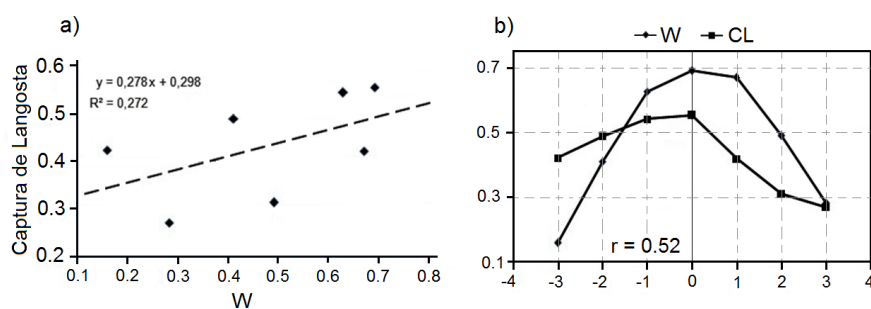 a)
y = 0,278x + 0,298
R² = 0,272
Captura de Langosta
0.6
0.5
0.4
0.3
0.2
0.1 0.2 0.3 0.4 0.5 0.6 0.7 0.8
W
b)
W CL
0.7
0.5
0.3
0.1
r = 0.52
-4 -3 -2 -1 0 1 2 3 4